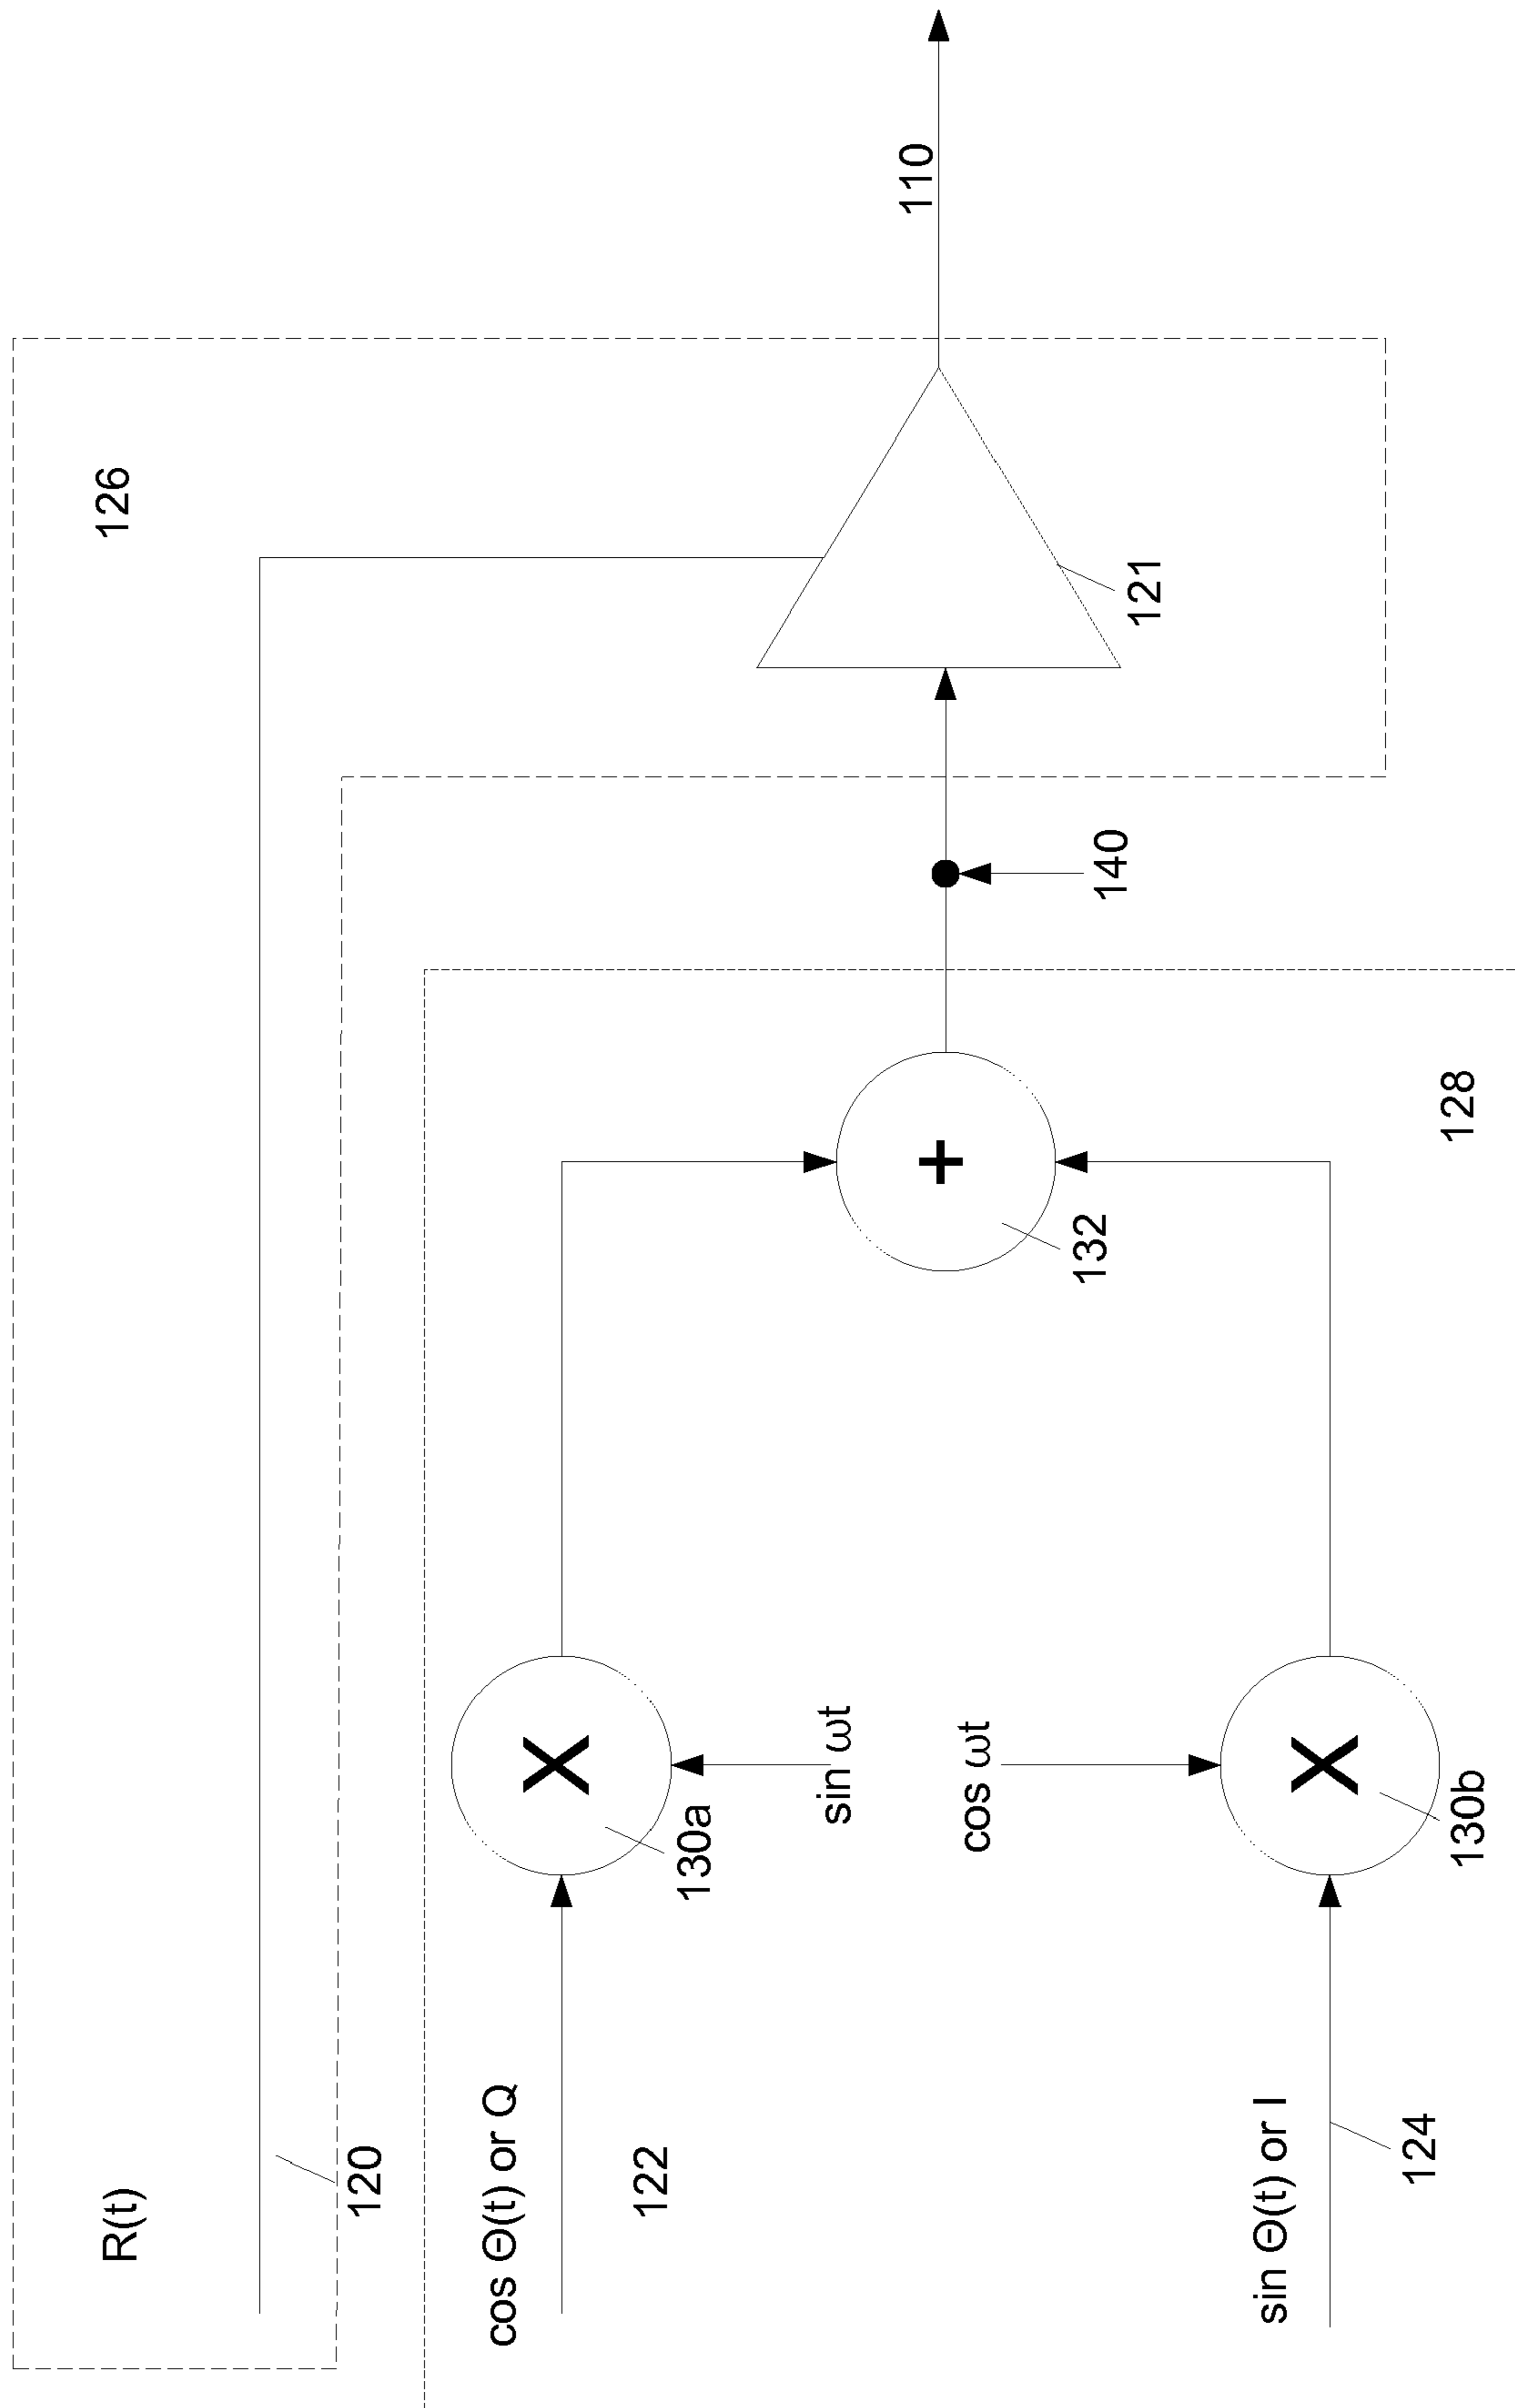 R(t)
120
126
cos Θ(t) or Q
122
X
130a
sin ωt
cos ωt
sin Θ(t) or I
124
X
130b
+
132
128
140
121
110